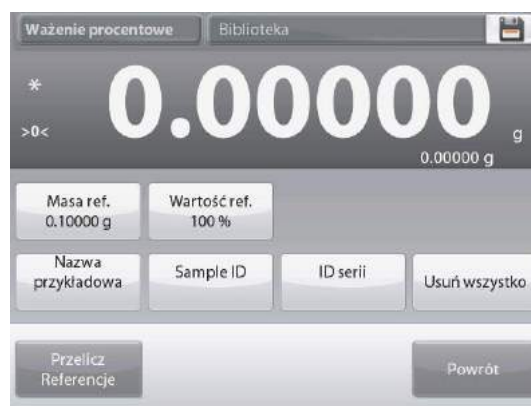 Ważenie procentowe Biblioteka
*
0.00000 g
>0<
0.00000 g
Masa ref. Wartość ref.
0.10000 g 100 %
Nazwa
przykładowa Sample ID ID serii Usuń wszystko
Przelicz
Referencje Powrót